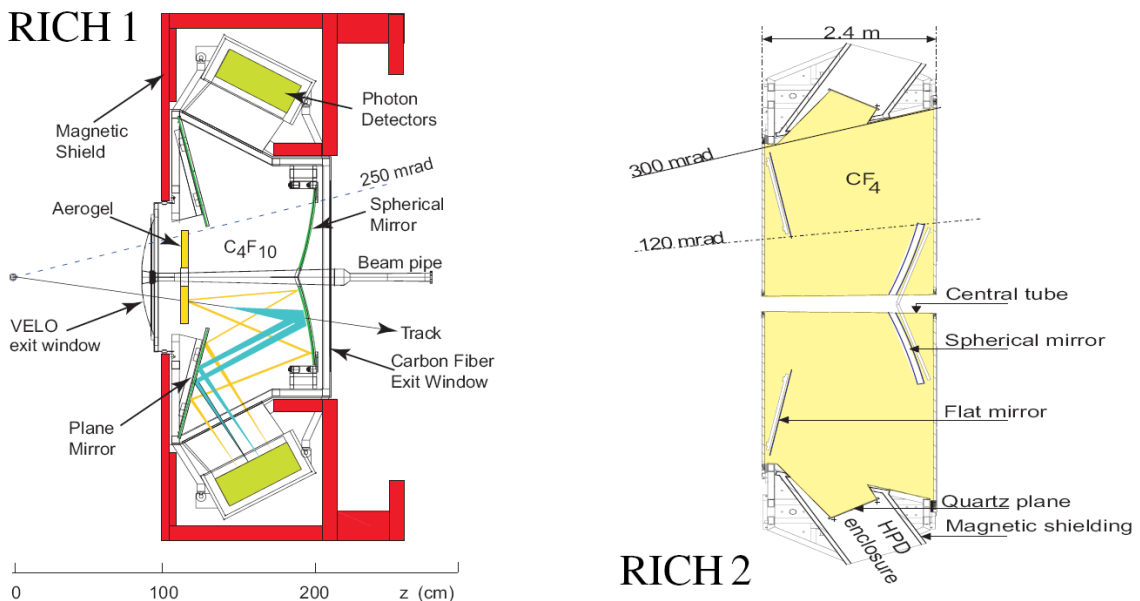 RICH 1
Magnetic
Shield
Photon
Detectors
250 mrad
Aerogel
Spherical
Mirror
C4F10
Beam pipe
VELO
exit window
Track
Carbon Fiber
Exit Window
Plane
Mirror
0
100
200
z (cm)
2.4 m
300 mrad
CF4
120 mrad
Central tube
Spherical mirror
Flat mirror
Quartz plane
Magnetic shielding
HPD
enclosure
RICH 2